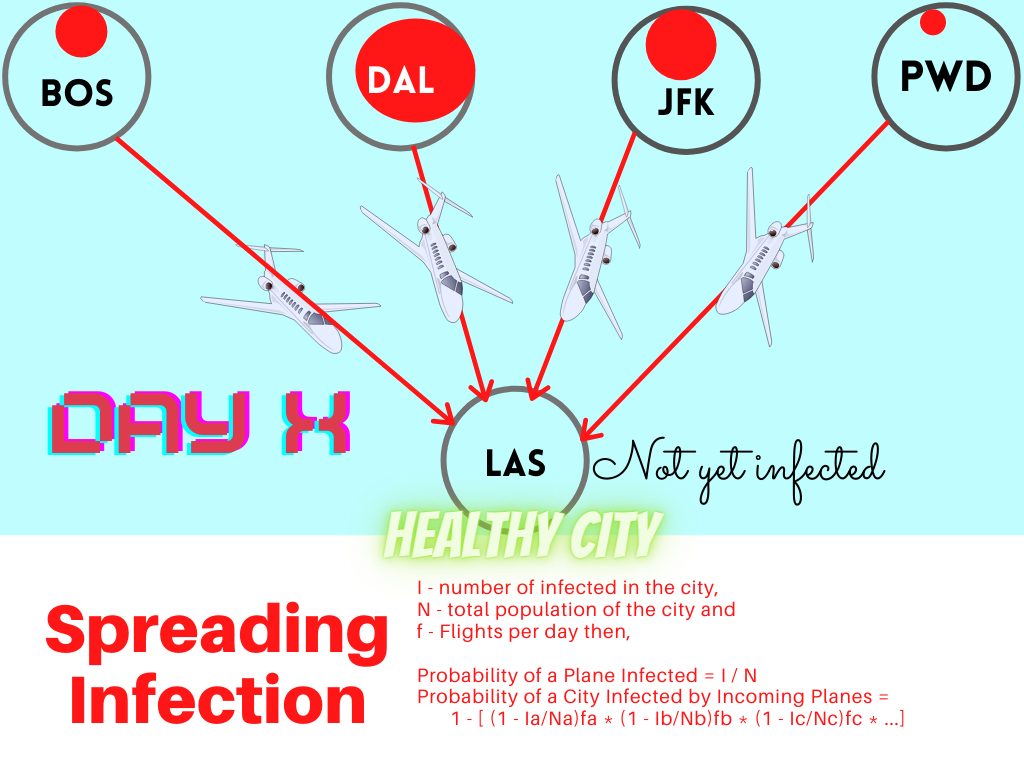 BOS
DAL
JFK
PWD
DAY X
LAS
Not yet infected
HEALTHY CITY
Spreading
Infection
I - number of infected in the city,
N - total population of the city and
f - Flights per day then,
Probability of a Plane Infected = I / N
Probability of a City Infected by Incoming Planes =
1 - [ (1 - Ia/Na)fa * (1 - Ib/Nb)fb * (1 - Ic/Nc)fc * ...]